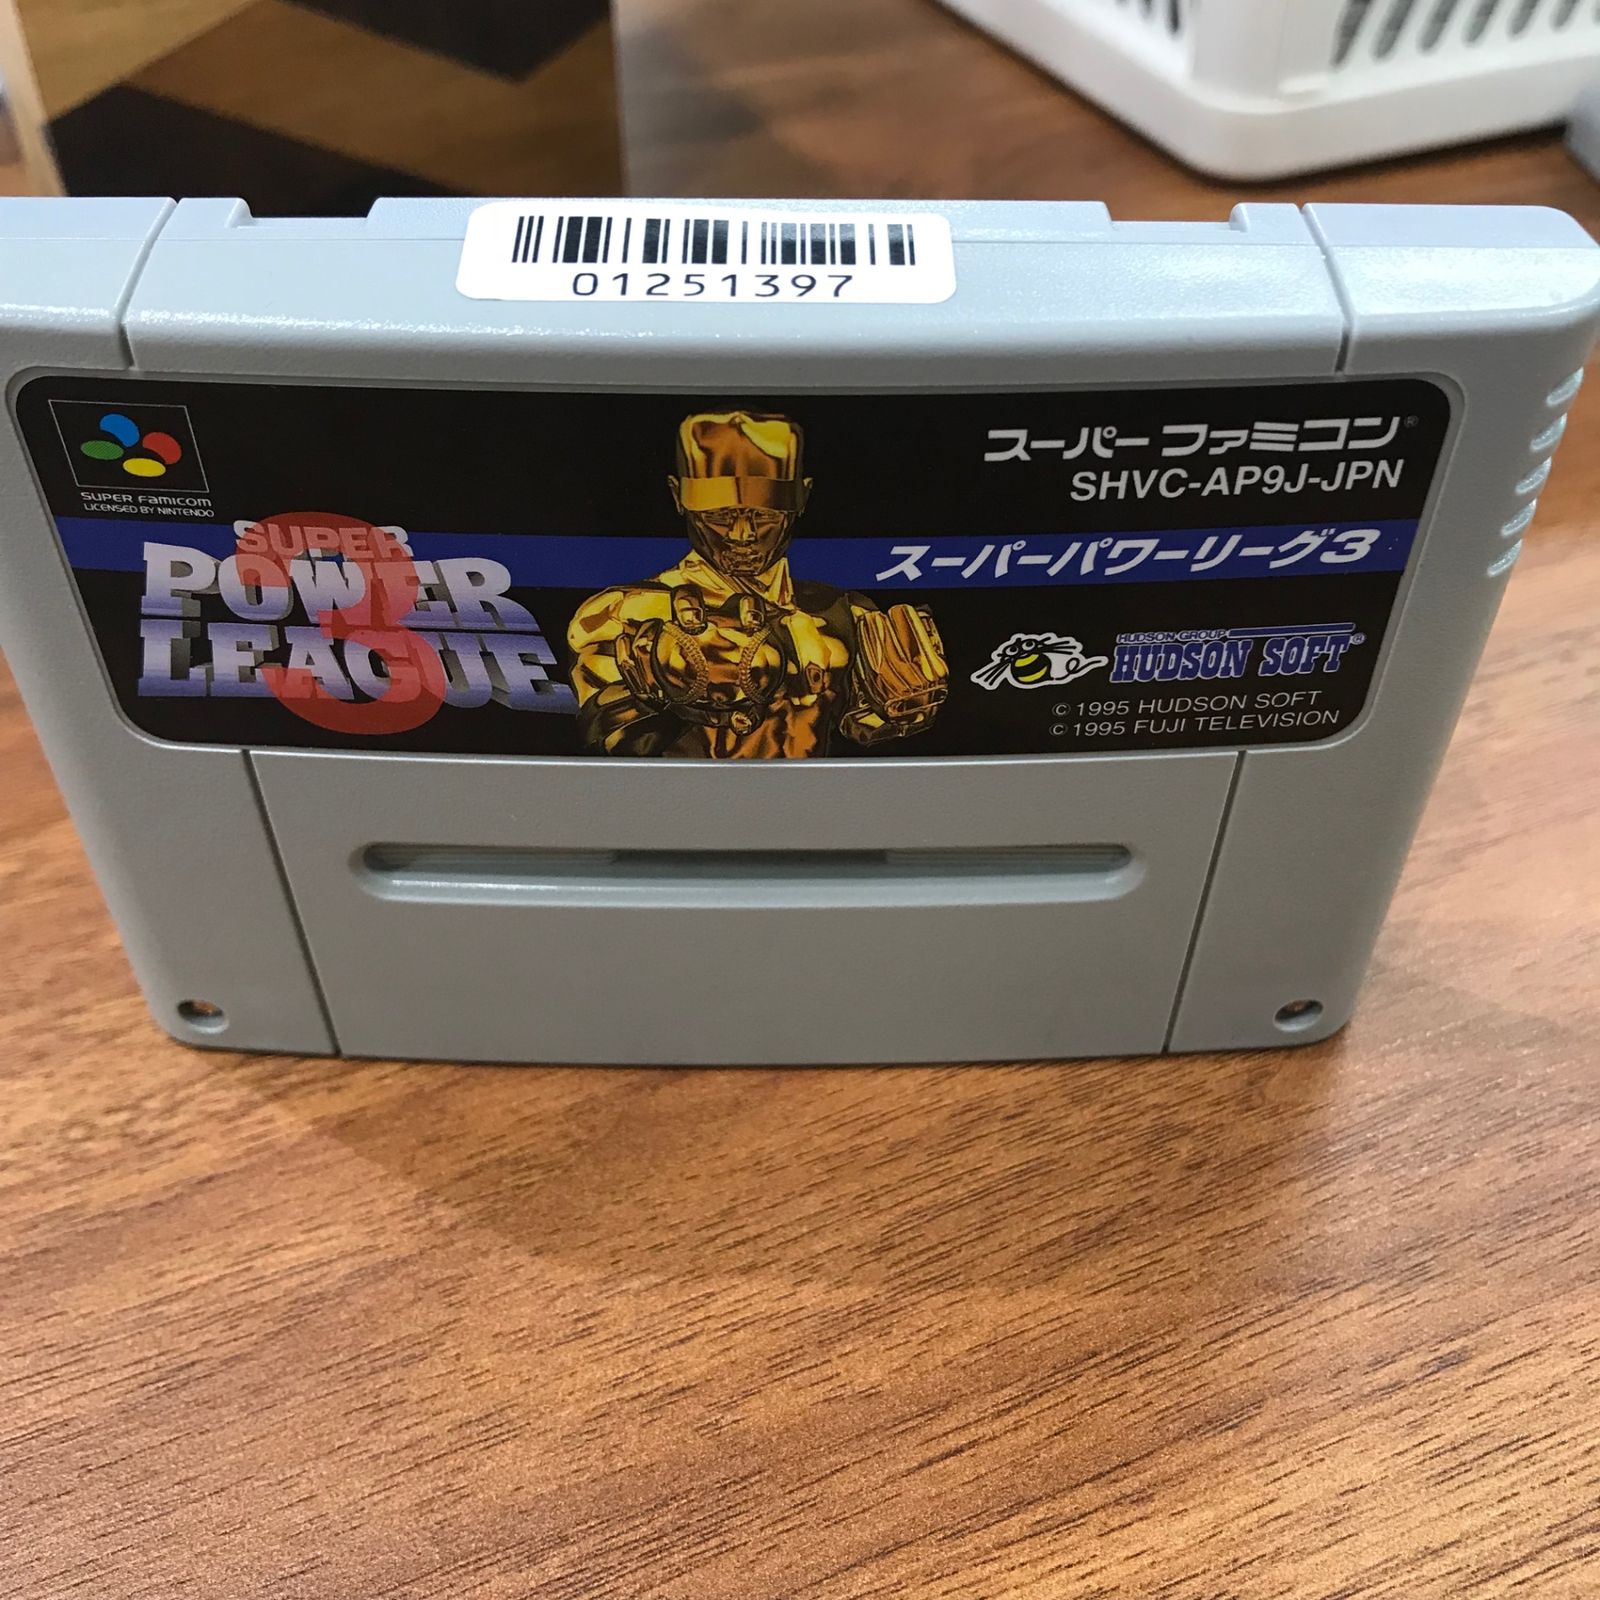 01251397
SUPER FAMICOM
LICENSED BY NINTENDO
スーパーファミコン®
SHVC-AP9J-JPN
SUPER
POWER
LEAGUE
3
スーパーパワーリーグ3
HUDSON GROUP
HUDSON SOFT®
© 1995 HUDSON SOFT
© 1995 FUJI TELEVISION